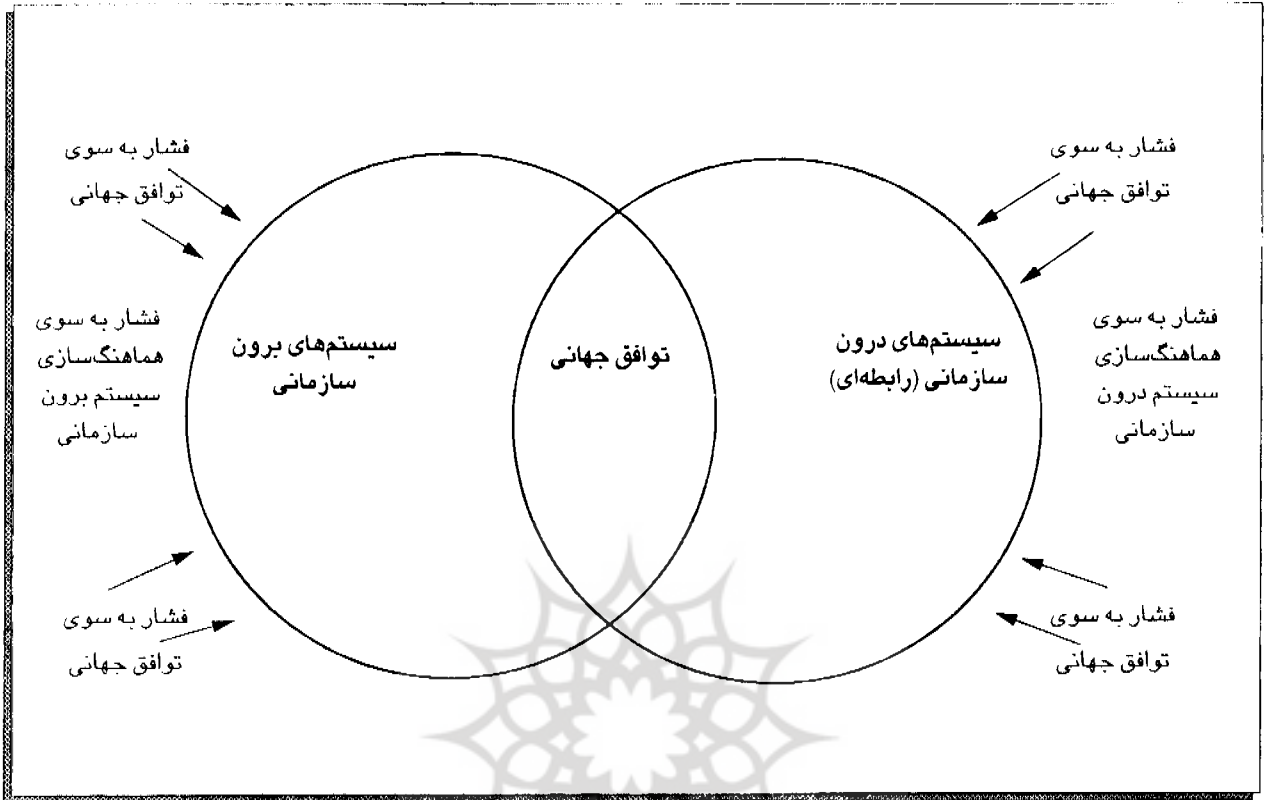 فشار به سوی
توافق جهانی
فشار به سوی
توافق جهانی
فشار به سوی
هماهنگ‌سازی
سیستم درون
سازمانی
سیستم‌های درون
سازمانی (رابطه‌ای)
توافق جهانی
سیستم‌های برون
سازمانی
فشار به سوی
هماهنگ‌سازی
سیستم برون
سازمانی
فشار به سوی
توافق جهانی
فشار به سوی
توافق جهانی